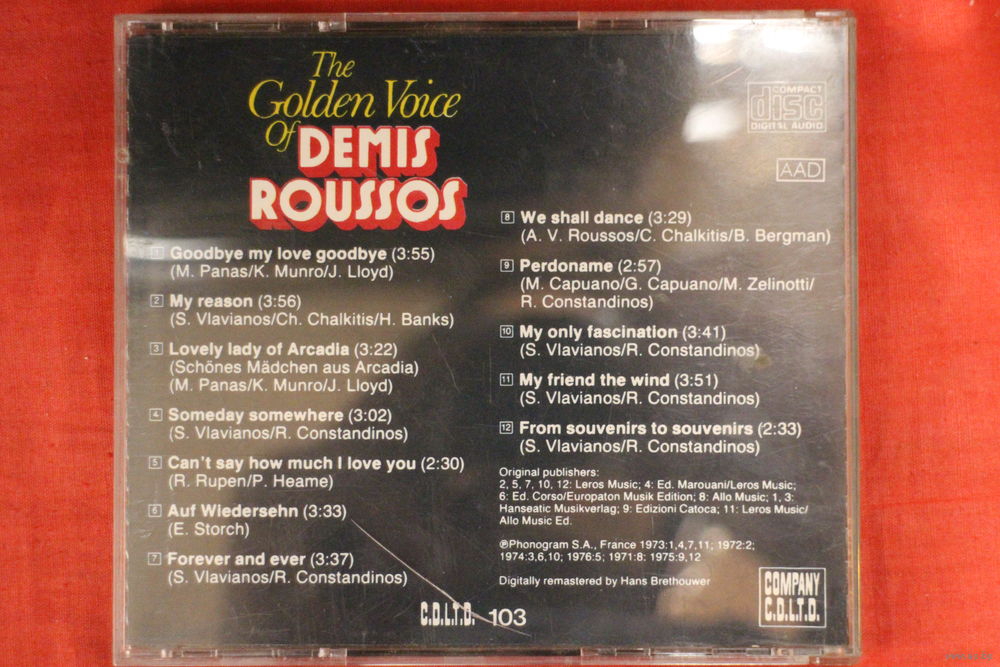 The
Golden Voice
Of DEMIS
ROUSSOS
COMPACT
disc
DIGITAL AUDIO
AAD
1 Goodbye my love goodbye (3:55)
(M. Panas/K. Munro/J. Lloyd)
2 My reason (3:56)
(S. Vlavianos/Ch. Chalkitis/H. Banks)
3 Lovely lady of Arcadia (3:22)
(Schönes Mädchen aus Arcadia)
(M. Panas/K. Munro/J. Lloyd)
4 Someday somewhere (3:02)
(S. Vlavianos/R. Constandinos)
5 Can't say how much I love you (2:30)
(R. Rupen/P. Heame)
6 Auf Wiedersehn (3:33)
(E. Storch)
7 Forever and ever (3:37)
(S. Vlavianos/R. Constandinos)
8 We shall dance (3:29)
(A. V. Roussos/C. Chalkitis/B. Bergman)
9 Perdoname (2:57)
(M. Capuano/G. Capuano/M. Zelinotti/
R. Constandinos)
10 My only fascination (3:41)
(S. Vlavianos/R. Constandinos)
11 My friend the wind (3:51)
(S. Vlavianos/R. Constandinos)
12 From souvenirs to souvenirs (2:33)
(S. Vlavianos/R. Constandinos)
Original publishers:
2, 5, 7, 10, 12: Leros Music; 4: Ed. Marouani/Leros Music;
6: Ed. Corso/Europaton Musik Edition; 8: Allo Music; 1, 3:
Hanseatic Musikverlag; 9: Edizioni Catoca; 11: Leros Music/
Allo Music Ed.
℗Phonogram S.A., France 1973:1,4,7,11; 1972:2;
1974:3,6,10; 1976:5; 1971:8: 1975:9,12
Digitally remastered by Hans Brethouwer
C.D.L.T.D. 103
COMPANY
C.D.L.T.D.